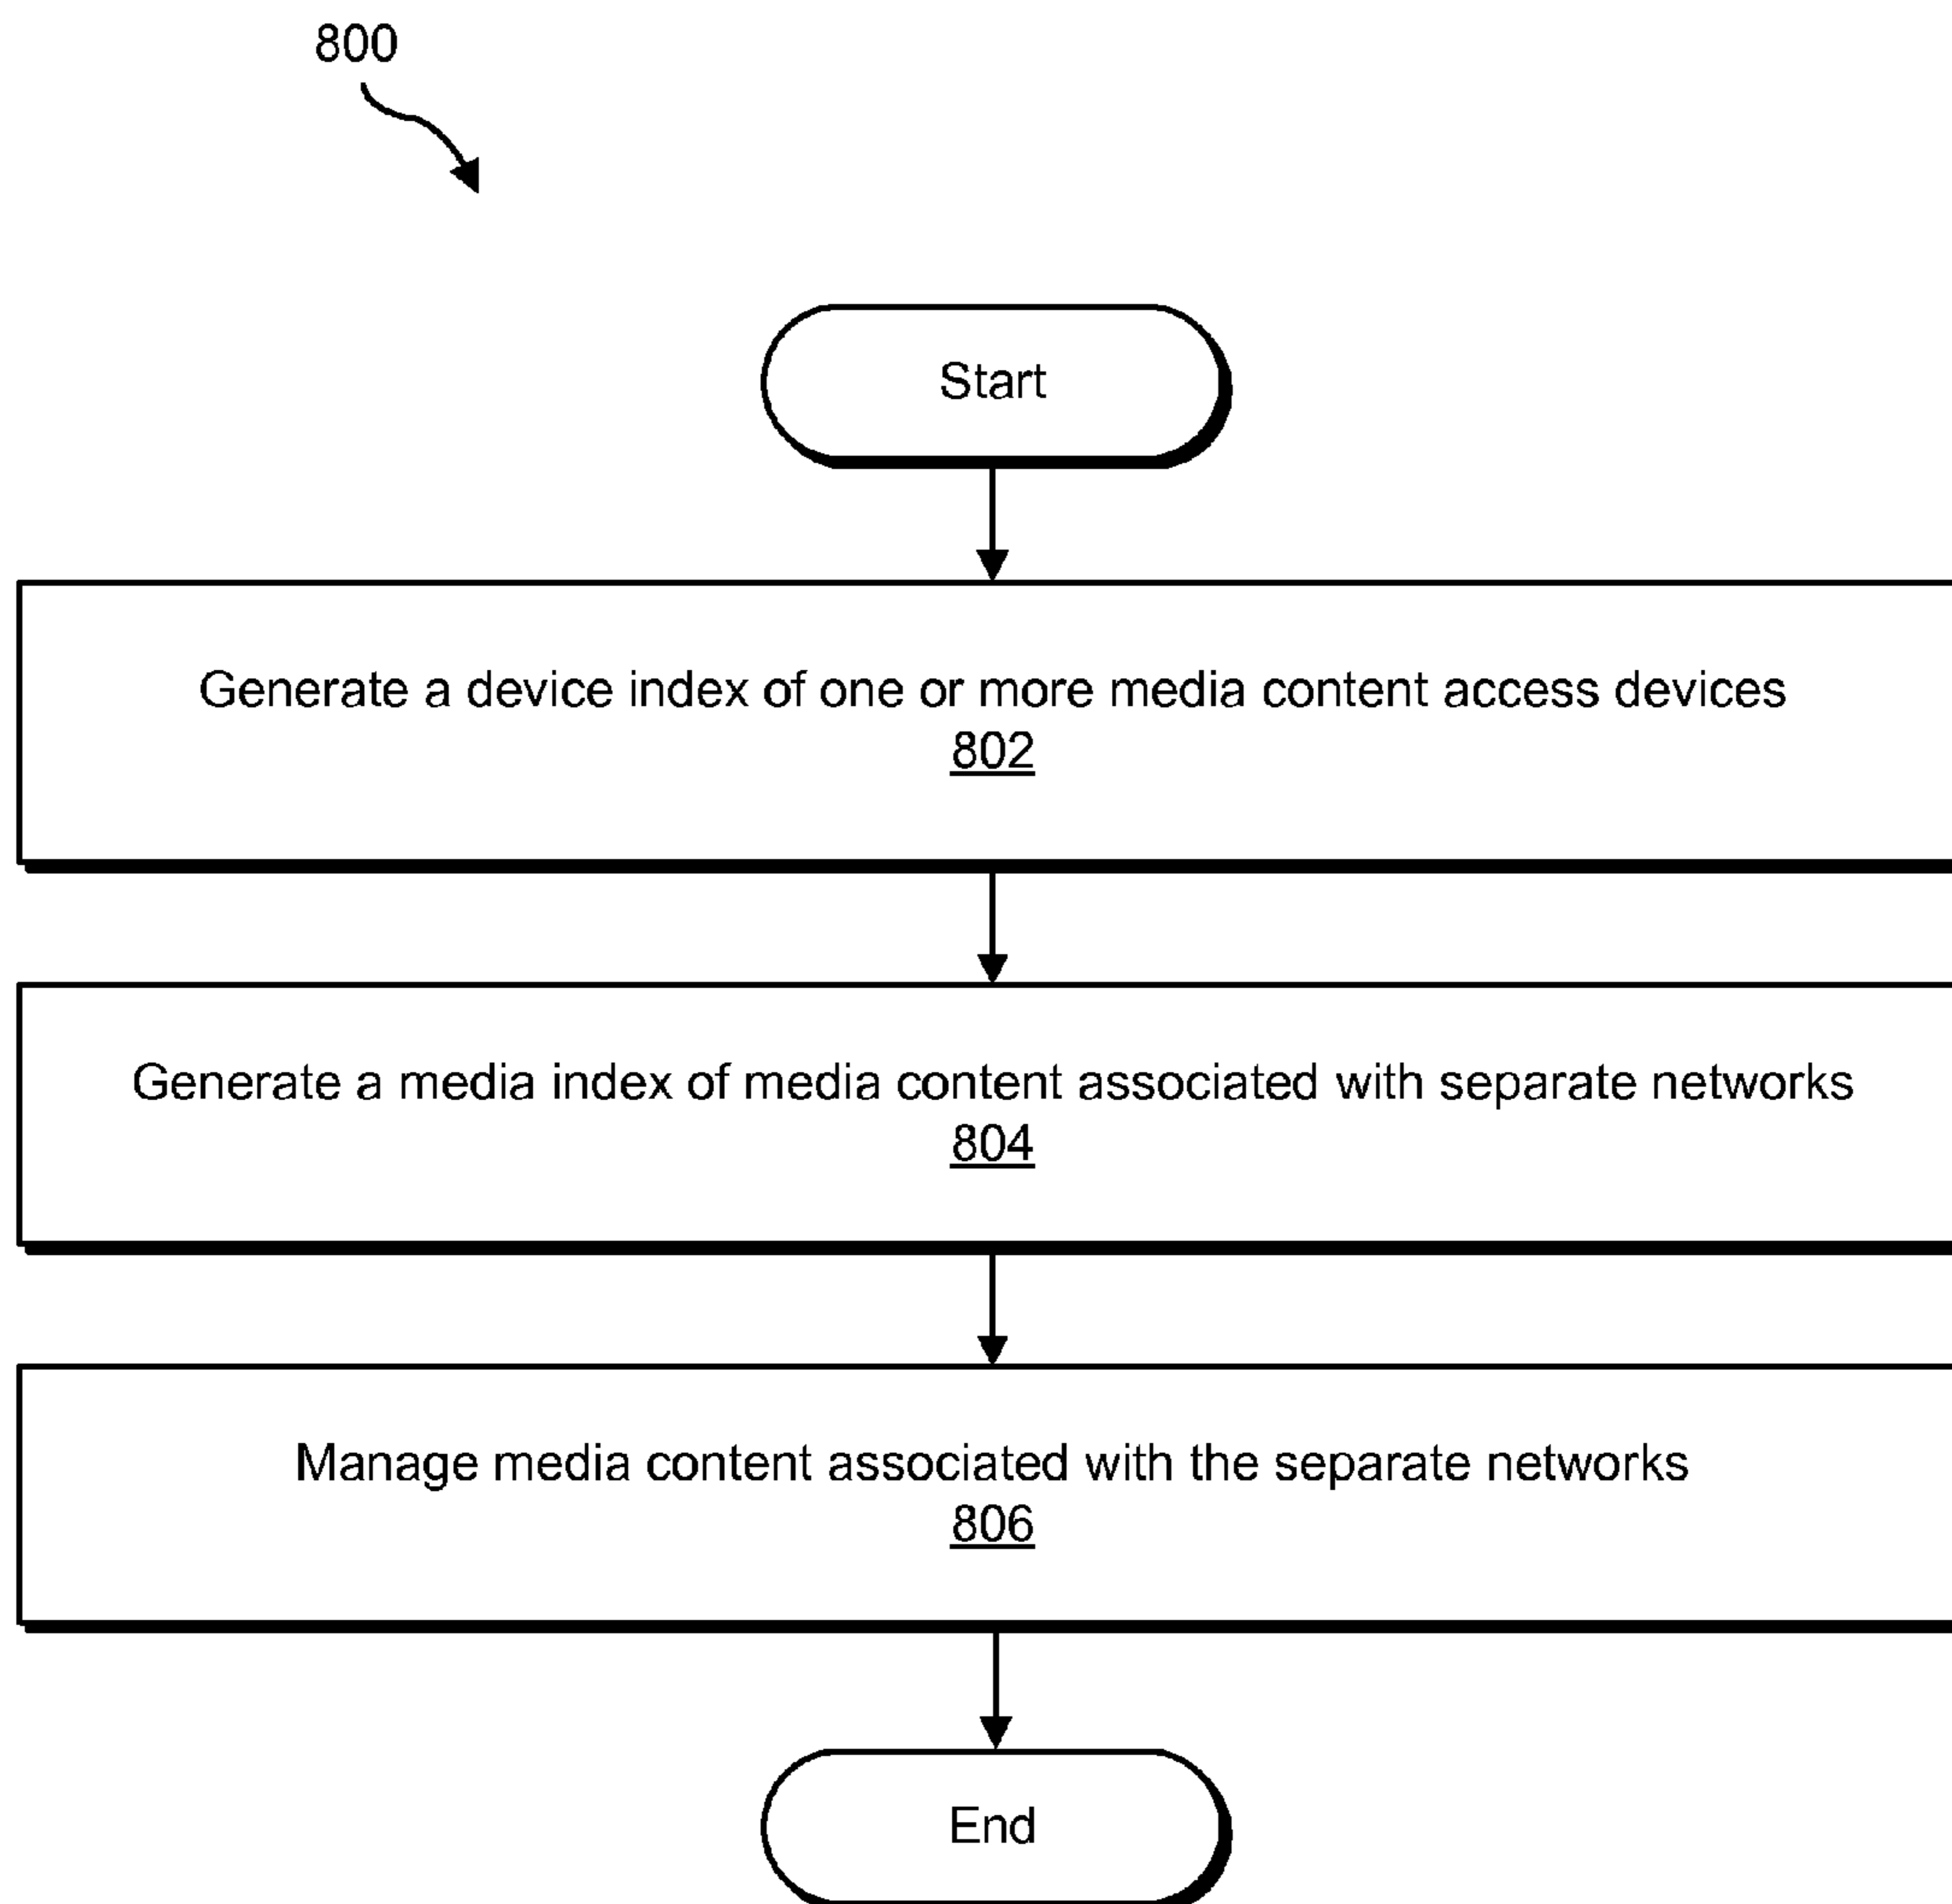 800
Start
Generate a device index of one or more media content access devices
802
Generate a media index of media content associated with separate networks
804
Manage media content associated with the separate networks
806
End